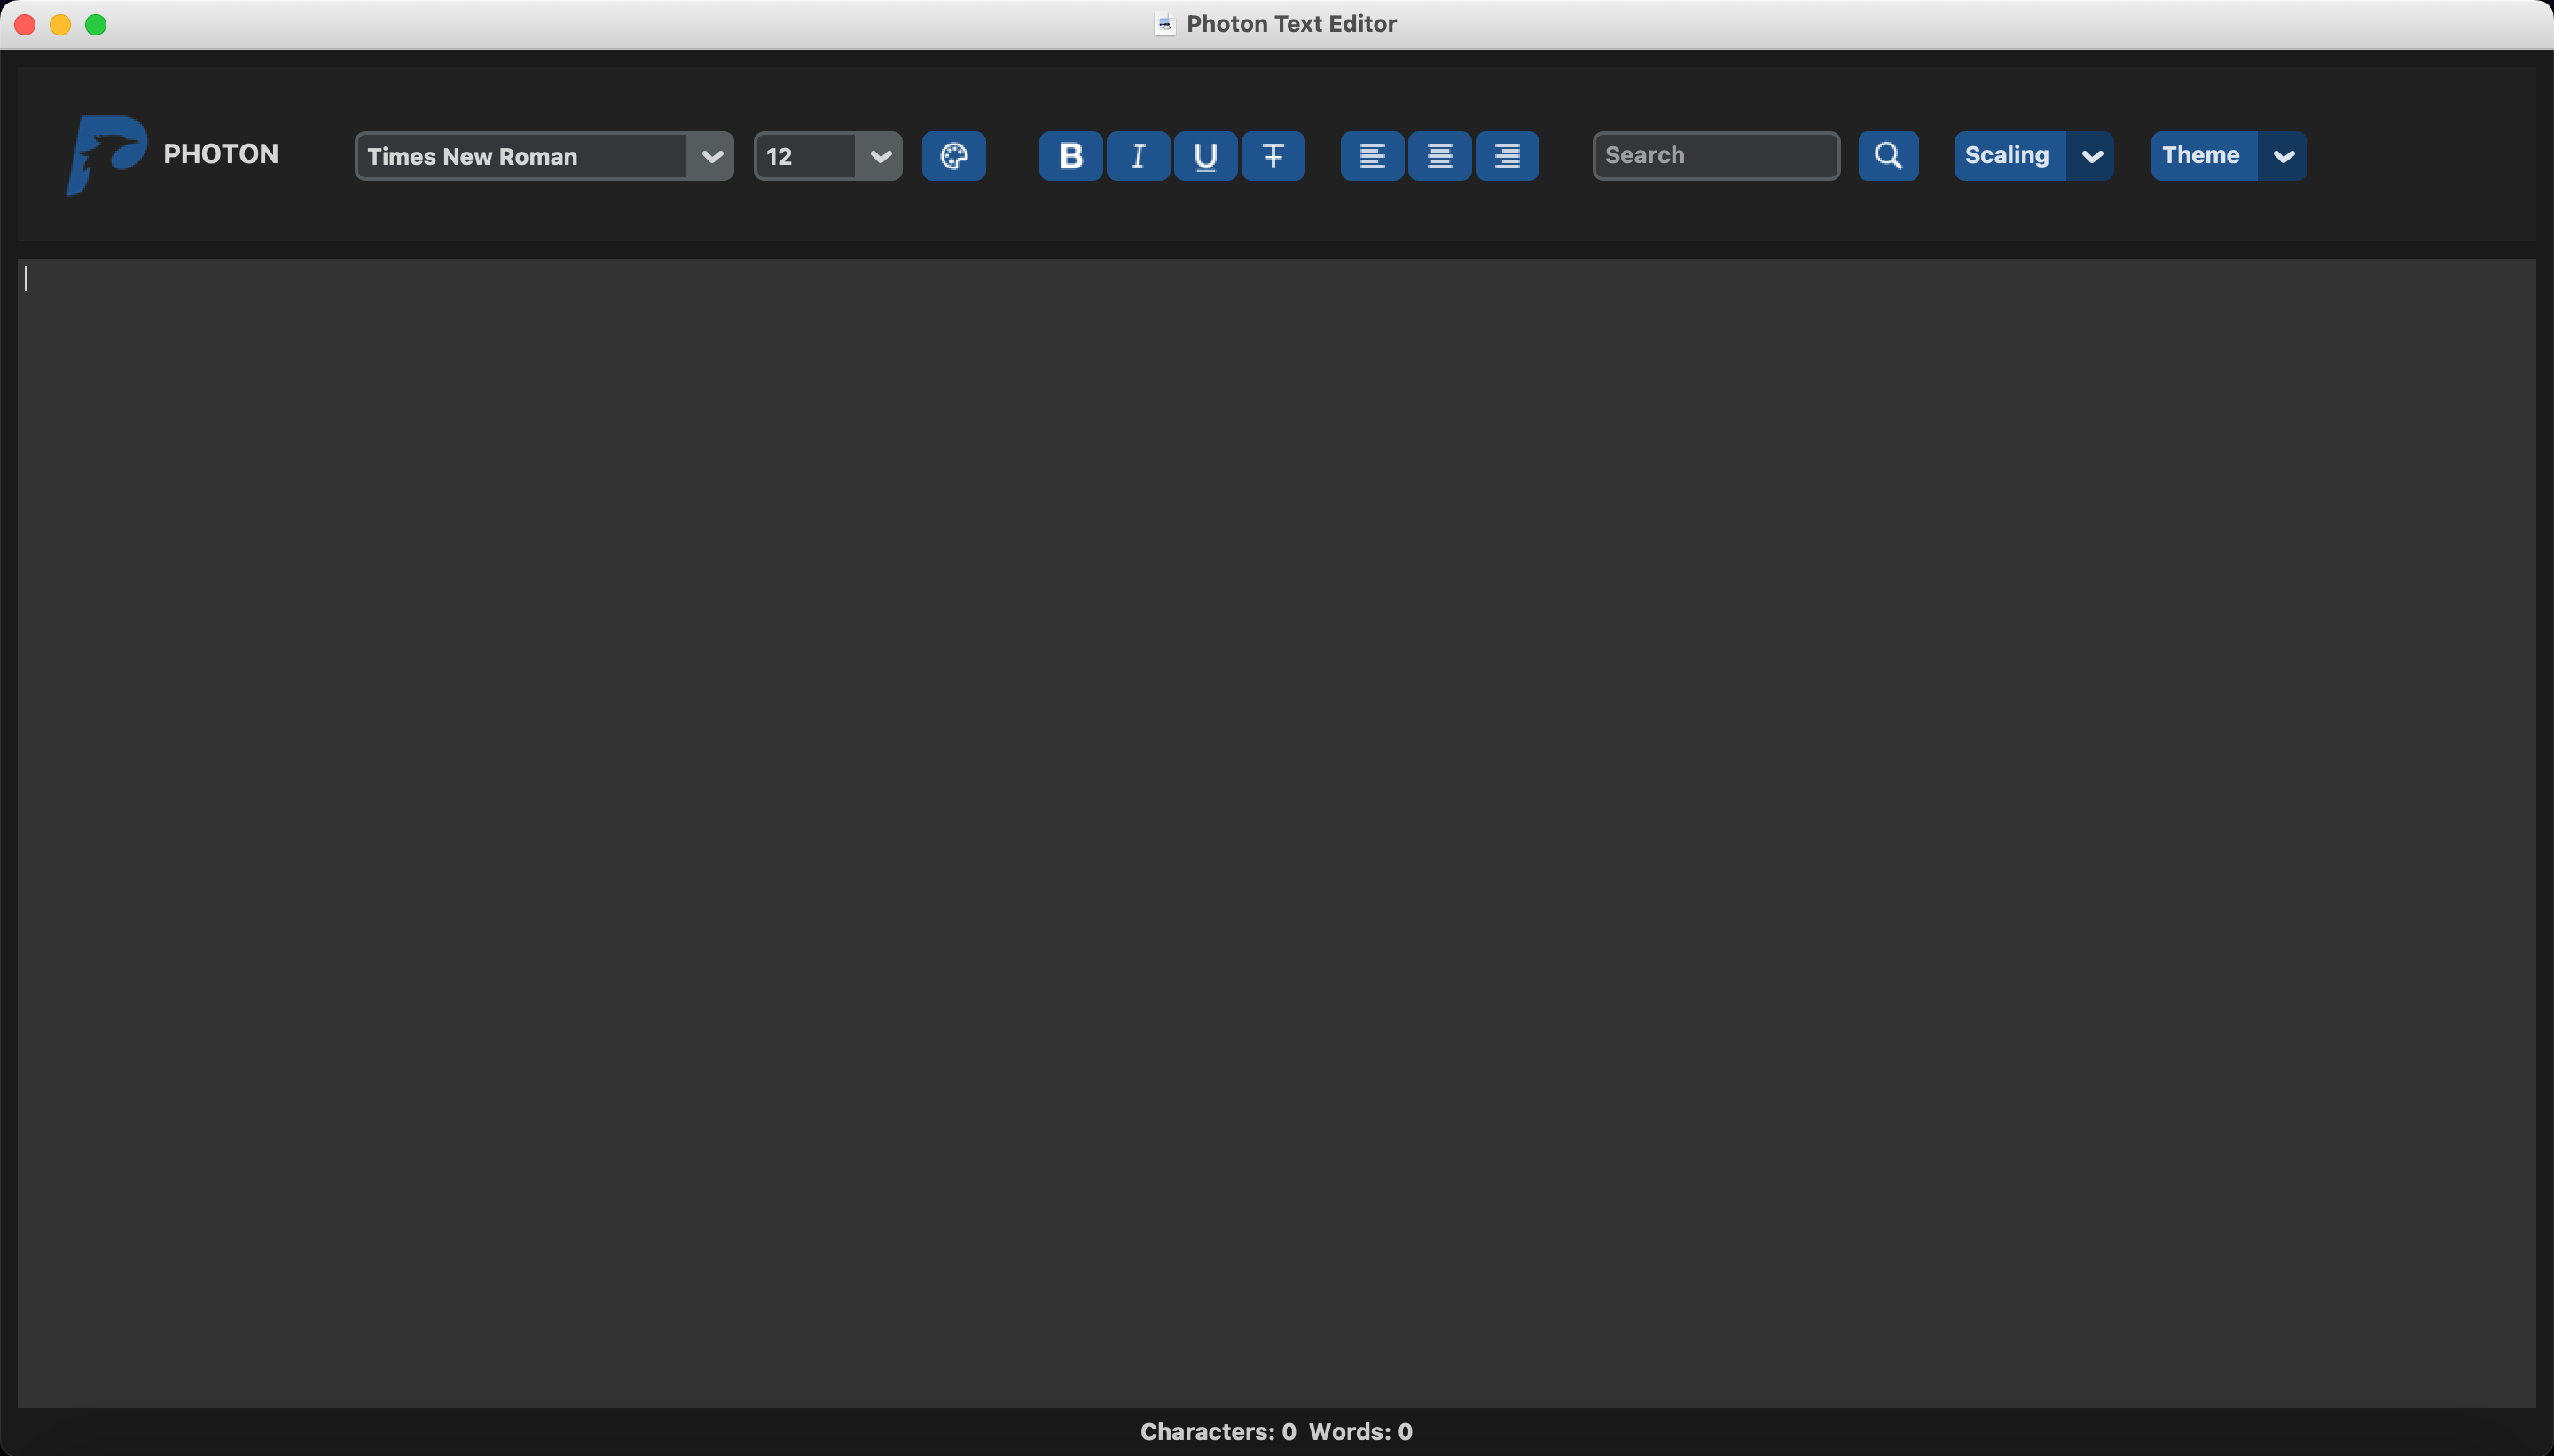 Photon Text Editor
PHOTON
Times New Roman
12
B I U T
Search
Scaling
Theme
Characters: 0 Words: 0